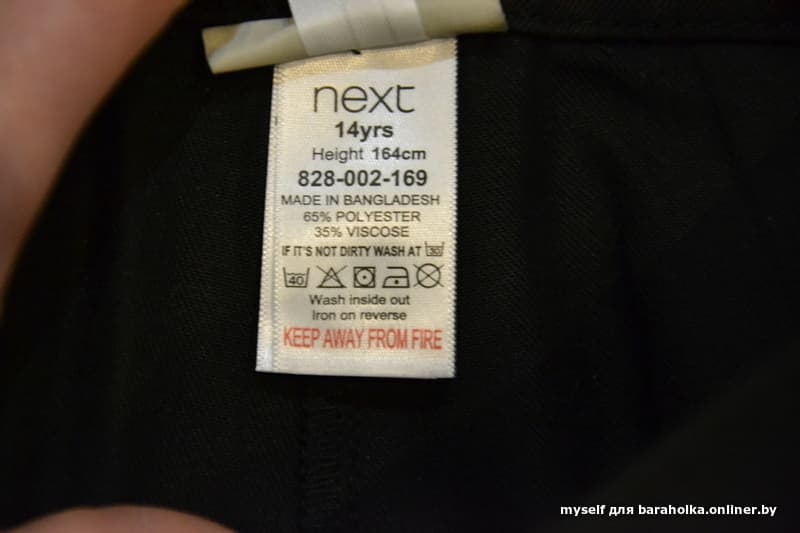 next
14yrs
Height 164cm
828-002-169
MADE IN BANGLADESH
65% POLYESTER
35% VISCOSE
IF IT'S NOT DIRTY WASH AT 30
40
Wash inside out
Iron on reverse
KEEP AWAY FROM FIRE
myself для baraholka.onliner.by